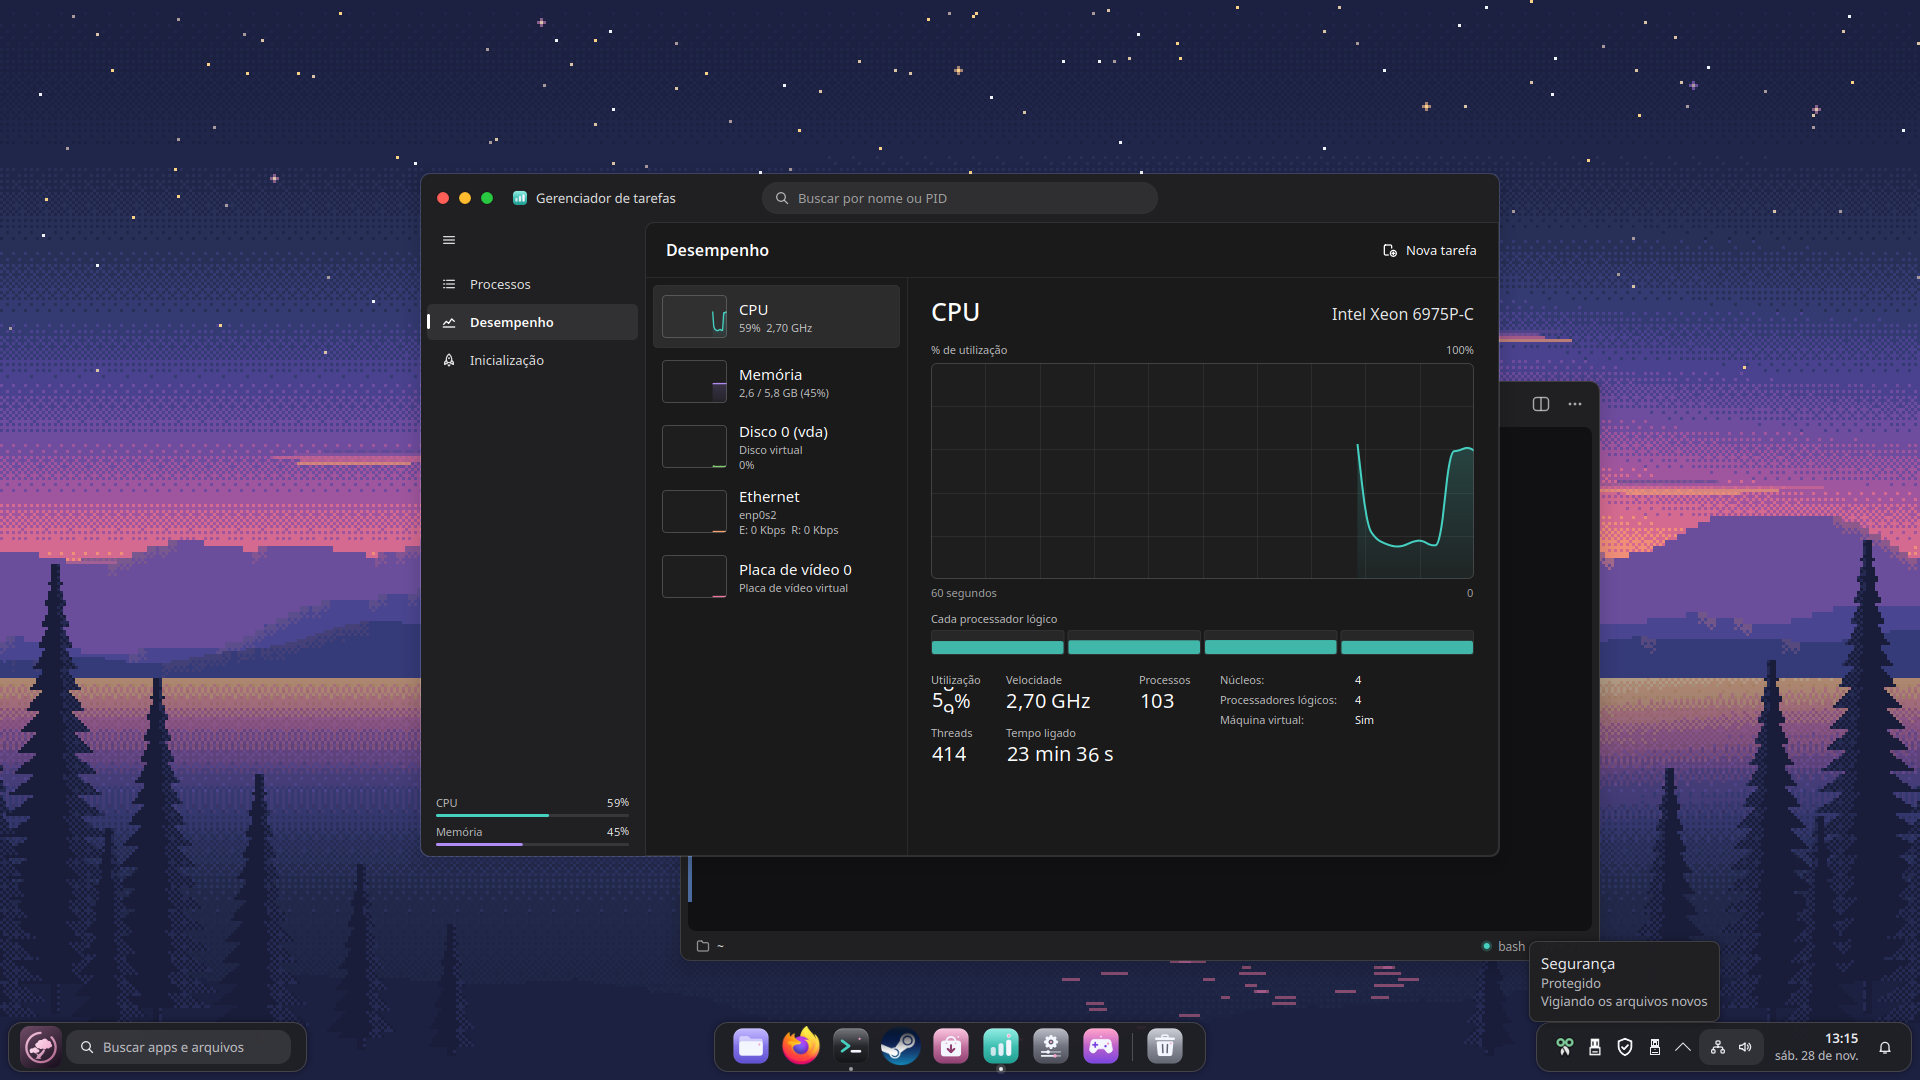 Gerenciador de tarefas
Buscar por nome ou PID
Desempenho
Nova tarefa
Processos
Desempenho
Inicialização
CPU
59% 2,70 GHz
Memória
2,6 / 5,8 GB (45%)
Disco 0 (vda)
Disco virtual
0%
Ethernet
enp0s2
E: 0 Kbps R: 0 Kbps
Placa de vídeo 0
Placa de vídeo virtual
CPU
Intel Xeon 6975P-C
% de utilização
100%
60 segundos
0
Cada processador lógico
Utilização
Velocidade
2,70 GHz
Processos
103
Núcleos: 4
Processadores lógicos: 4
Máquina virtual: Sim
Threads
414
Tempo ligado
23 min 36 s
CPU 59%
Memória 45%
~
bash
Segurança
Protegido
Vigiando os arquivos novos
Buscar apps e arquivos
13:15
sáb. 28 de nov.